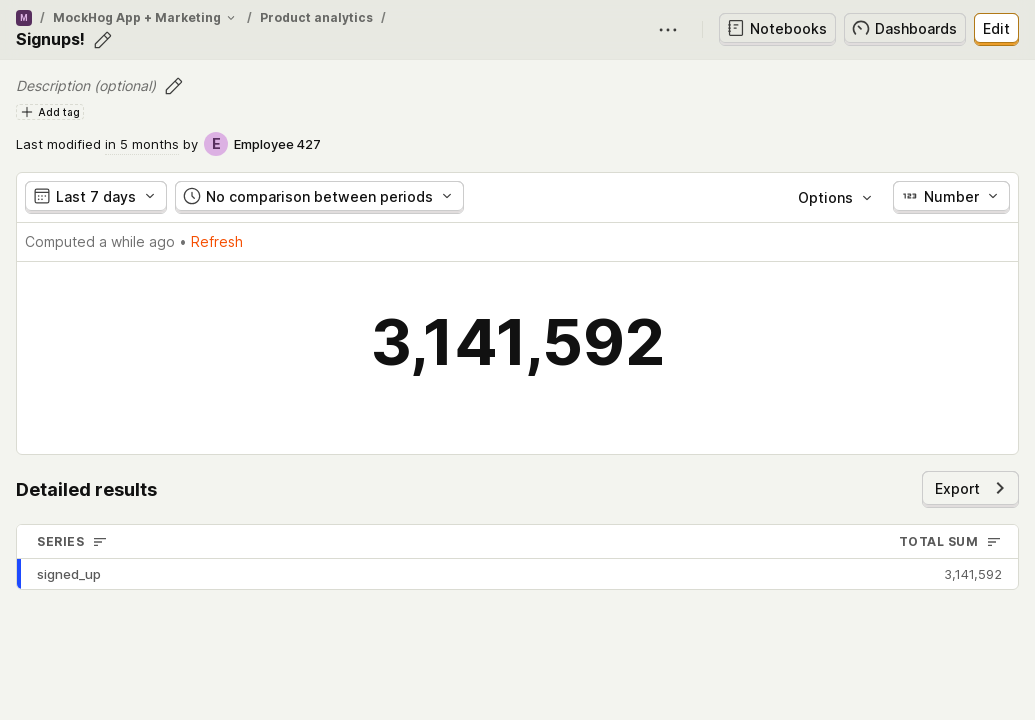 M / MockHog App + Marketing / Product analytics /
Signups!
Notebooks
Dashboards
Edit
Description (optional)
Add tag
Last modified in 5 months by E Employee 427
Last 7 days
No comparison between periods
Options
123 Number
Computed a while ago • Refresh
3,141,592
Detailed results
Export
SERIES
TOTAL SUM
signed_up
3,141,592